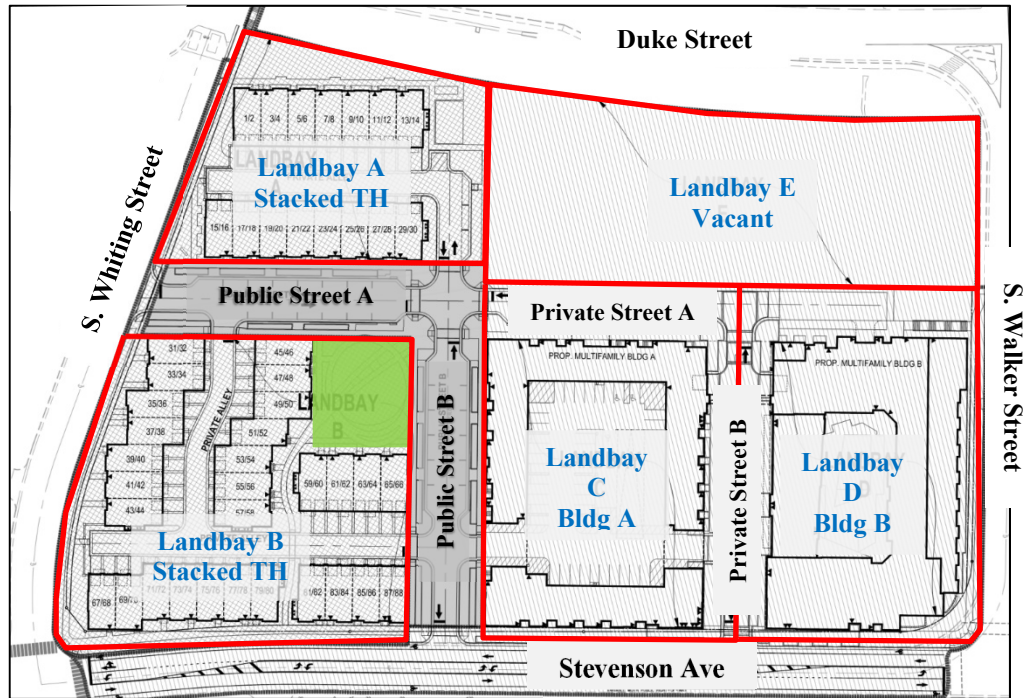 Duke Street
S. Whiting Street
1/2 3/4 5/6 7/8 9/10 11/12 13/14
Landbay A
Stacked TH
15/16 17/18 19/20 21/22 23/24 25/26 27/28 29/30
Landbay E
Vacant
Public Street A
Private Street A
S. Walker Street
PROP. MULTIFAMILY BLDG A
PROP. MULTIFAMILY BLDG B
31/32
33/34
35/36
37/38
39/40
41/42
43/44
PRIVATE ALLEY
45/46
47/48
49/50
51/52
53/54
55/56
57/58
LANDBAY
B
59/60 61/62 63/64 65/66
Public Street B
Landbay
C
Bldg A
Private Street B
Landbay
D
Bldg B
Landbay B
Stacked TH
67/68 71/72 73/74 75/76 77/78 79/80 83/84 85/86 87/88
Stevenson Ave